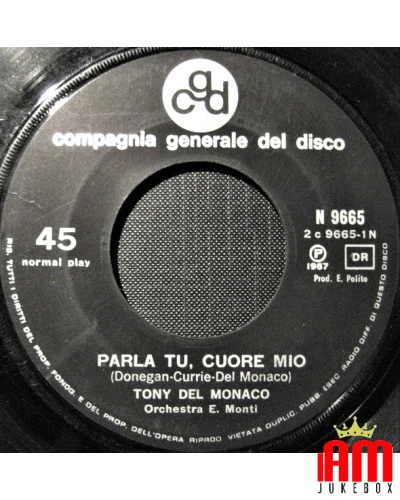 cgd
compagnia generale del disco
45
normal play
N 9665
2 c 9665-1N
P
1967
DR
Prod. E. Polito
PARLA TU, CUORE MIO
(Donegan-Currie-Del Monaco)
TONY DEL MONACO
Orchestra E. Monti
RIS. TUTTI I DIRITTI DEL PROP. FONOG. E DEL PROP. DELL'OPERA RIPROD VIETATA DUPLIC. PUBB. ESEC RADIO DIFF. DI QUESTO DISCO
IAM
JUKEBOX